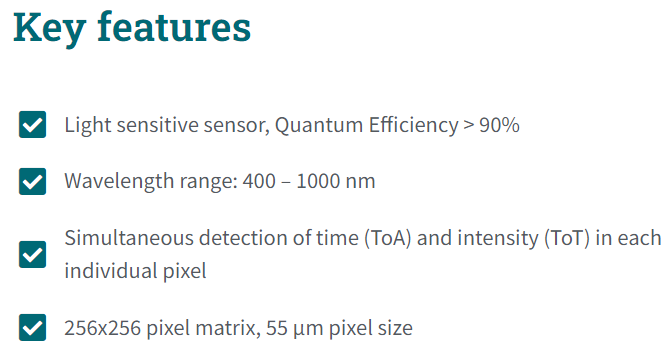 Key features
Light sensitive sensor, Quantum Efficiency > 90%
Wavelength range: 400 – 1000 nm
Simultaneous detection of time (ToA) and intensity (ToT) in each
individual pixel
256x256 pixel matrix, 55 µm pixel size